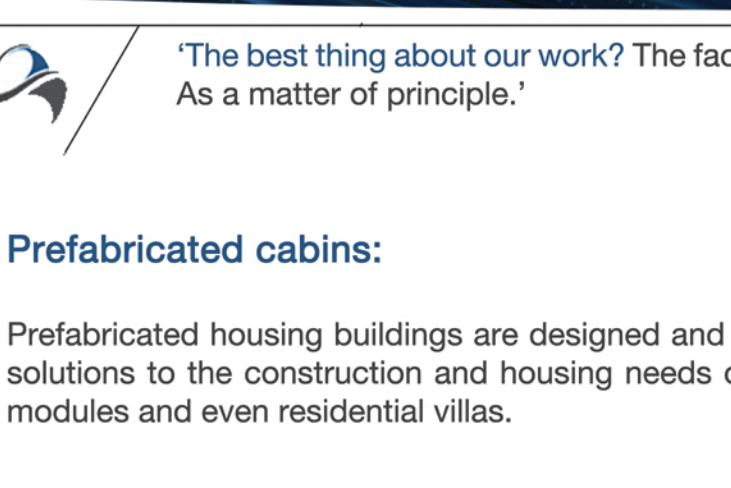 ‘The best thing about our work? The
As a matter of principle.’
Prefabricated cabins:
Prefabricated housing buildings are designed and
solutions to the construction and housing needs
modules and even residential villas.